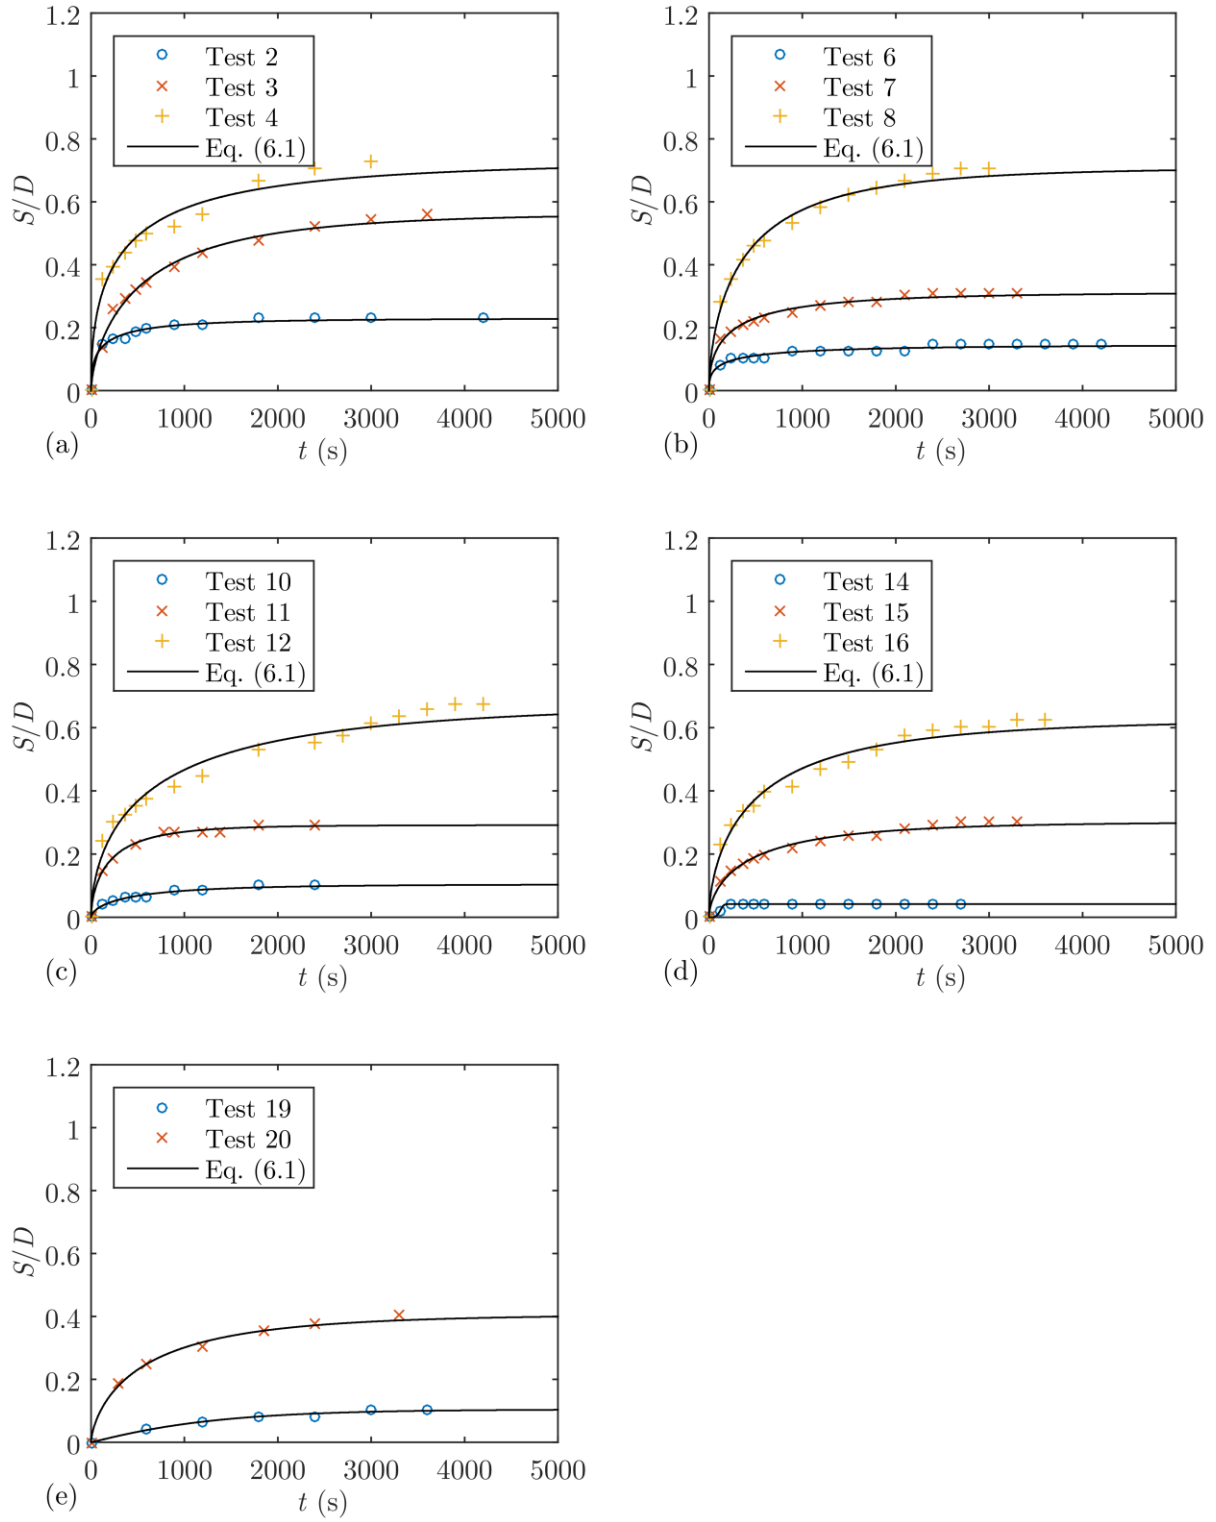 1.2
1
0.8
0.6
0.4
0.2
0
S/D
Test 2
Test 3
Test 4
Eq. (6.1)
0 1000 2000 3000 4000 5000
(a) t (s)
1.2
1
0.8
0.6
0.4
0.2
0
S/D
Test 6
Test 7
Test 8
Eq. (6.1)
0 1000 2000 3000 4000 5000
(b) t (s)
1.2
1
0.8
0.6
0.4
0.2
0
S/D
Test 10
Test 11
Test 12
Eq. (6.1)
0 1000 2000 3000 4000 5000
(c) t (s)
1.2
1
0.8
0.6
0.4
0.2
0
S/D
Test 14
Test 15
Test 16
Eq. (6.1)
0 1000 2000 3000 4000 5000
(d) t (s)
1.2
1
0.8
0.6
0.4
0.2
0
S/D
Test 19
Test 20
Eq. (6.1)
0 1000 2000 3000 4000 5000
(e) t (s)